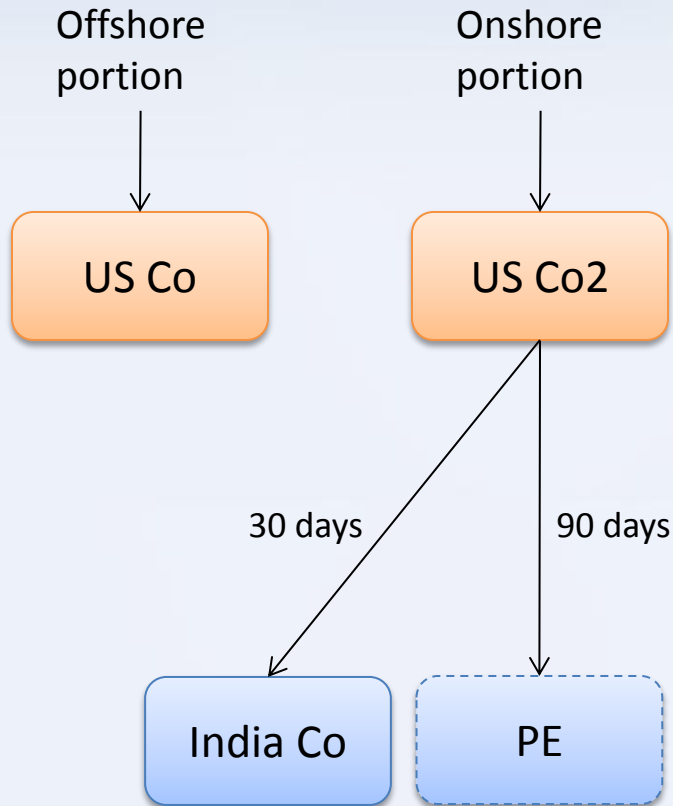 Offshore
portion
Onshore
portion
US Co
US Co2
30 days
90 days
India Co
PE